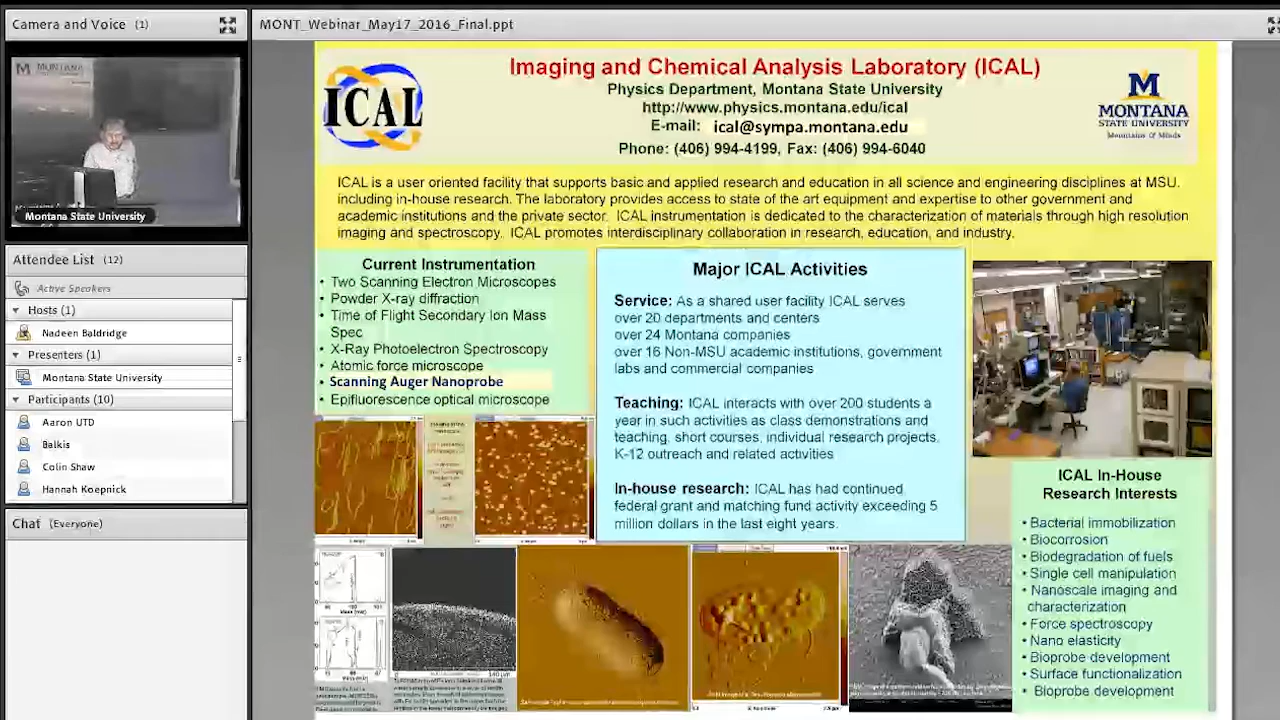 Camera and Voice (1)
MONT_Webinar_May17_2016_Final.ppt
M MONTANA
Montana State University
Attendee List (12)
Active Speakers
Hosts (1)
Nadeen Baldridge
Presenters (1)
Montana State University
Participants (10)
Aaron UTD
Balkis
Colin Shaw
Hannah Koepnick
Chat (Everyone)
ICAL
Imaging and Chemical Analysis Laboratory (ICAL)
Physics Department, Montana State University
http://www.physics.montana.edu/ical
E-mail: ical@sympa.montana.edu
Phone: (406) 994-4199, Fax: (406) 994-6040
M
MONTANA
STATE UNIVERSITY
Mountains of Minds
ICAL is a user oriented facility that supports basic and applied research and education in all science and engineering disciplines at MSU.
including in-house research. The laboratory provides access to state of the art equipment and expertise to other government and
academic institutions and the private sector. ICAL instrumentation is dedicated to the characterization of materials through high resolution
imaging and spectroscopy. ICAL promotes interdisciplinary collaboration in research, education, and industry.
Current Instrumentation
• Two Scanning Electron Microscopes
• Powder X-ray diffraction
• Time of Flight Secondary Ion Mass
Spec
• X-Ray Photoelectron Spectroscopy
• Atomic force microscope
• Scanning Auger Nanoprobe
• Epifluorescence optical microscope
Major ICAL Activities
Service: As a shared user facility ICAL serves
over 20 departments and centers
over 24 Montana companies
over 16 Non-MSU academic institutions, government
labs and commercial companies
Teaching: ICAL interacts with over 200 students a
year in such activities as class demonstrations and
teaching, short courses, individual research projects,
K-12 outreach and related activities
In-house research: ICAL has had continued
federal grant and matching fund activity exceeding 5
million dollars in the last eight years.
ICAL In-House
Research Interests
• Bacterial immobilization
• Biocorrosion
• Biodegradation of fuels
• Single cell manipulation
• Nanoscale imaging and
characterization
• Force spectroscopy
• Nano elasticity
• Bioprobe development
• Surface functionalization
• Bioprobe development